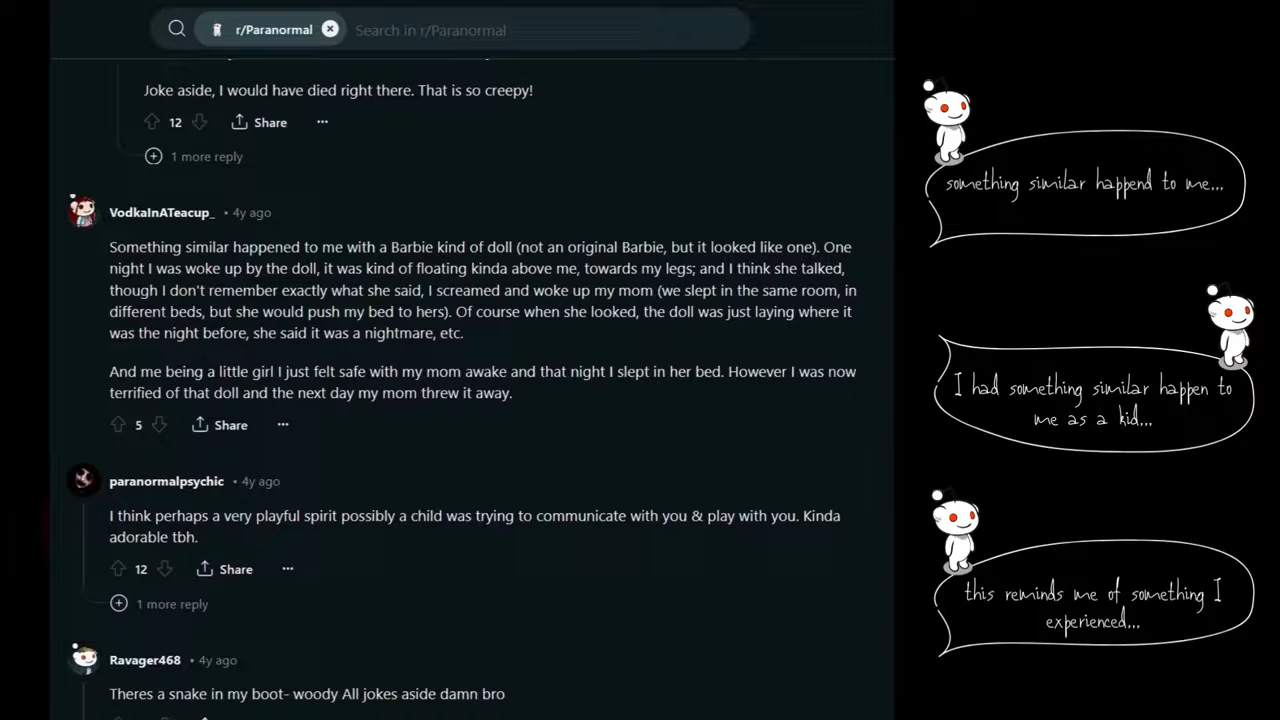 r/Paranormal
Search in r/Paranormal
Joke aside, I would have died right there. That is so creepy!
12 Share ...
1 more reply
VodkaInATeacup_ • 4y ago
Something similar happened to me with a Barbie kind of doll (not an original Barbie, but it looked like one). One
night I was woke up by the doll, it was kind of floating kinda above me, towards my legs; and I think she talked,
though I don't remember exactly what she said, I screamed and woke up my mom (we slept in the same room, in
different beds, but she would push my bed to hers). Of course when she looked, the doll was just laying where it
was the night before, she said it was a nightmare, etc.
And me being a little girl I just felt safe with my mom awake and that night I slept in her bed. However I was now
terrified of that doll and the next day my mom threw it away.
5 Share ...
paranormalpsychic • 4y ago
I think perhaps a very playful spirit possibly a child was trying to communicate with you & play with you. Kinda
adorable tbh.
12 Share ...
1 more reply
Ravager468 • 4y ago
Theres a snake in my boot- woody All jokes aside damn bro
something similar happend to me...
I had something similar happen to
me as a kid...
this reminds me of something I
experienced...